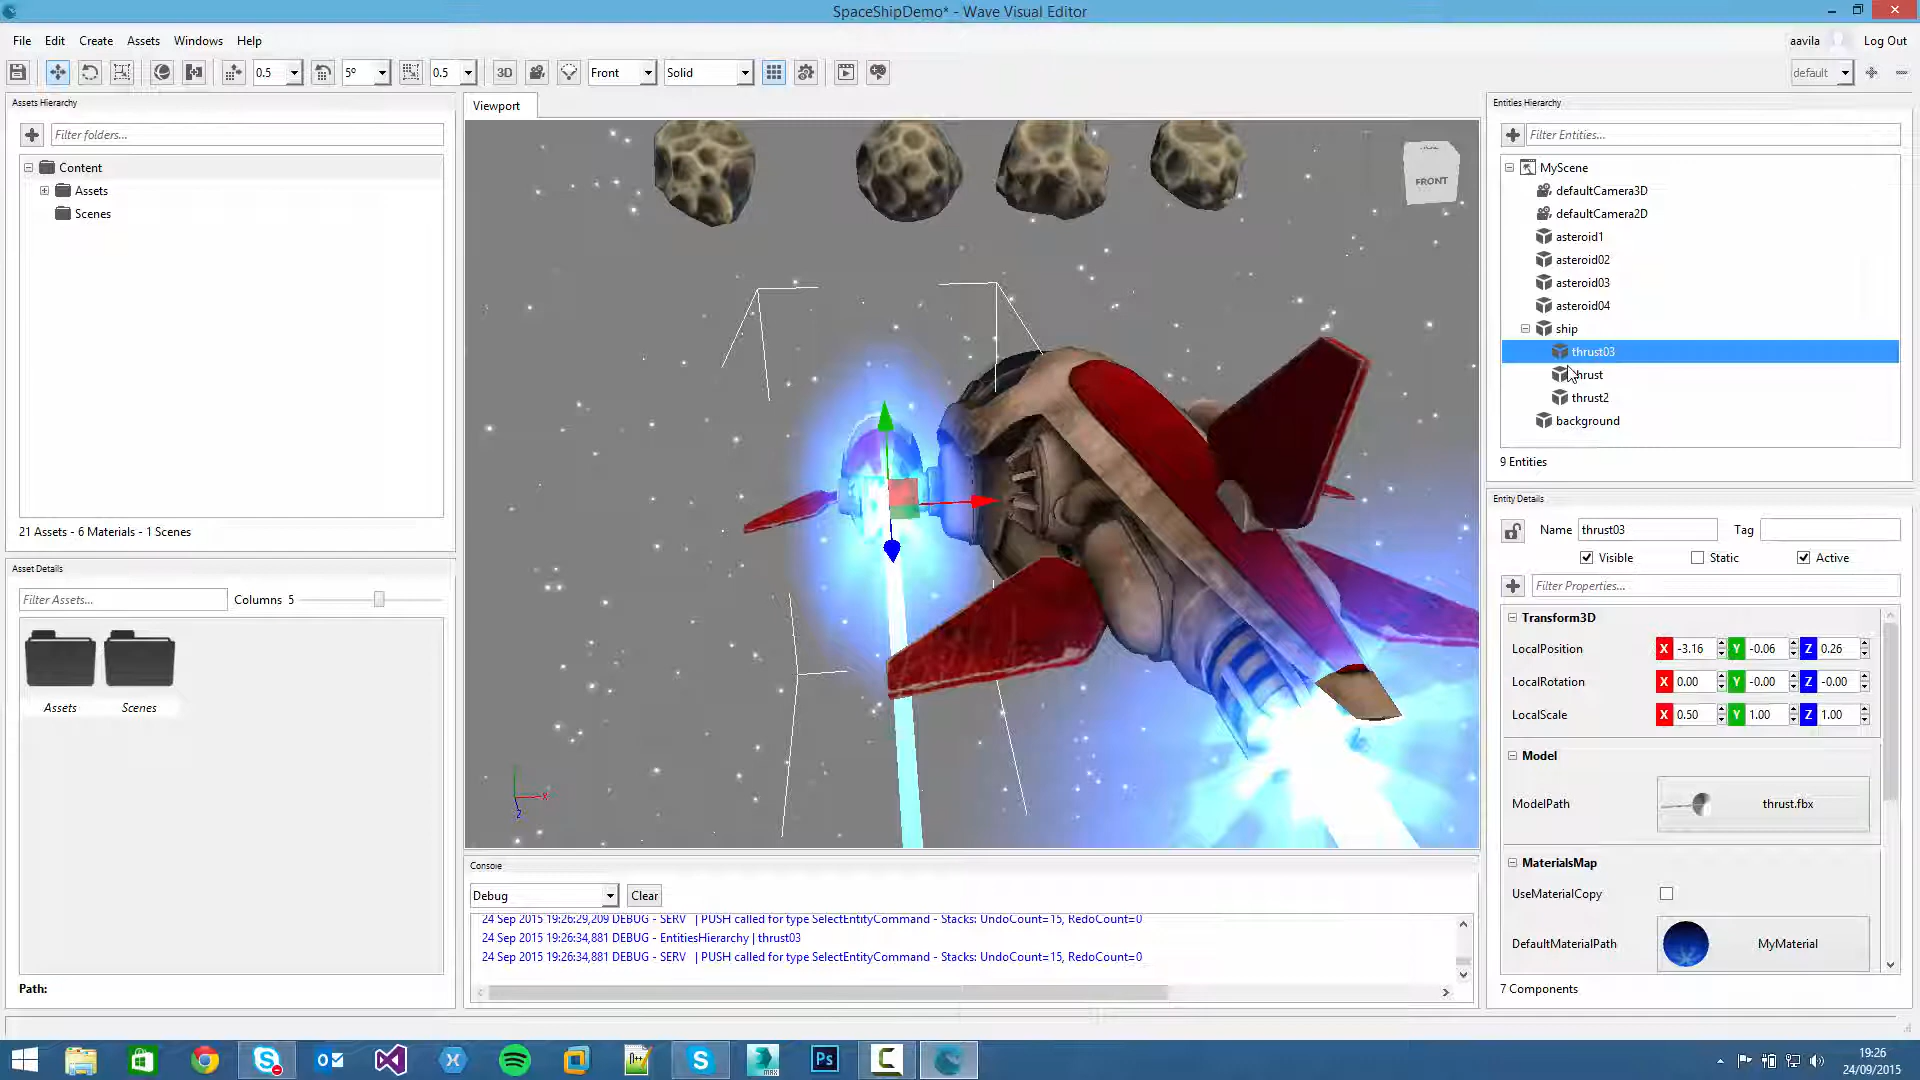 SpaceShipDemo* - Wave Visual Editor
File Edit Create Assets Windows Help
aavila Log Out
0.5 5º 0.5 3D Front Solid default
Assets Hierarchy
Filter folders...
Content
Assets
Scenes
21 Assets - 6 Materials - 1 Scenes
Asset Details
Filter Assets... Columns 5
Assets Scenes
Path:
Viewport
FRONT
X
Z
Console
Debug Clear
24 Sep 2015 19:26:29,209 DEBUG - SERV | PUSH called for type SelectEntityCommand - Stacks: UndoCount=15, RedoCount=0
24 Sep 2015 19:26:34,881 DEBUG - EntitiesHierarchy | thrust03
24 Sep 2015 19:26:34,881 DEBUG - SERV | PUSH called for type SelectEntityCommand - Stacks: UndoCount=15, RedoCount=0
Entities Hierarchy
Filter Entities...
MyScene
defaultCamera3D
defaultCamera2D
asteroid1
asteroid02
asteroid03
asteroid04
ship
thrust03
hrust
thrust2
background
9 Entities
Entity Details
Name thrust03 Tag
Visible Static Active
Filter Properties...
Transform3D
LocalPosition X -3.16 Y -0.06 Z 0.26
LocalRotation X 0.00 Y -0.00 Z -0.00
LocalScale X 0.50 Y 1.00 Z 1.00
Model
ModelPath thrust.fbx
MaterialsMap
UseMaterialCopy
DefaultMaterialPath MyMaterial
7 Components
Ps
19:26
24/09/2015